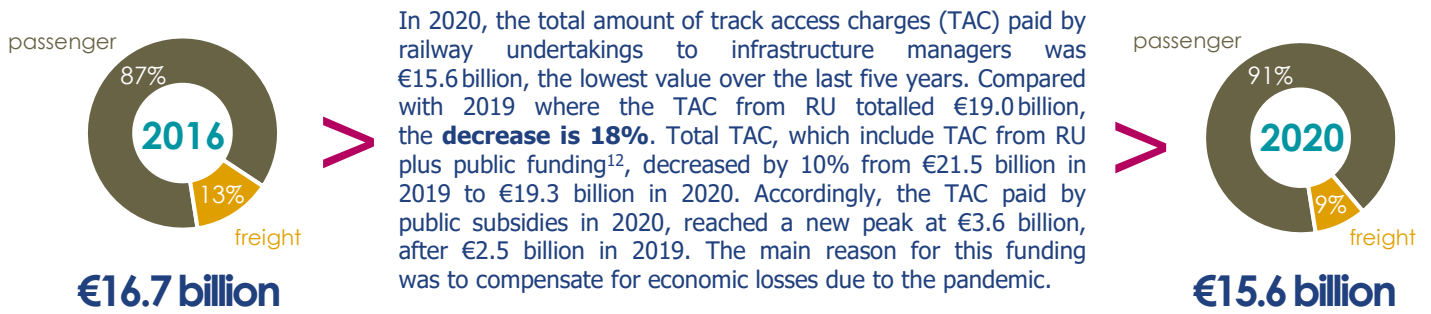 passenger
87%
2016
13%
freight
€16.7 billion
>
In 2020, the total amount of track access charges (TAC) paid by
railway undertakings to infrastructure managers was
€15.6 billion, the lowest value over the last five years. Compared
with 2019 where the TAC from RU totalled €19.0 billion,
the decrease is 18%. Total TAC, which include TAC from RU
plus public funding12, decreased by 10% from €21.5 billion in
2019 to €19.3 billion in 2020. Accordingly, the TAC paid by
public subsidies in 2020, reached a new peak at €3.6 billion,
after €2.5 billion in 2019. The main reason for this funding
was to compensate for economic losses due to the pandemic.
>
passenger
91%
2020
9%
freight
€15.6 billion